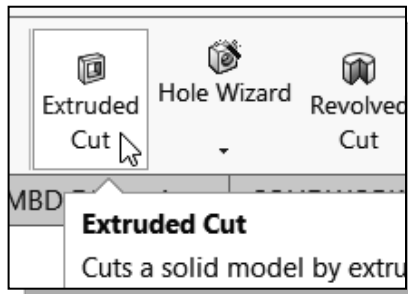 Extruded Cut
Hole Wizard
Revolved Cut
MBD
Extruded Cut
Cuts a solid model by extru